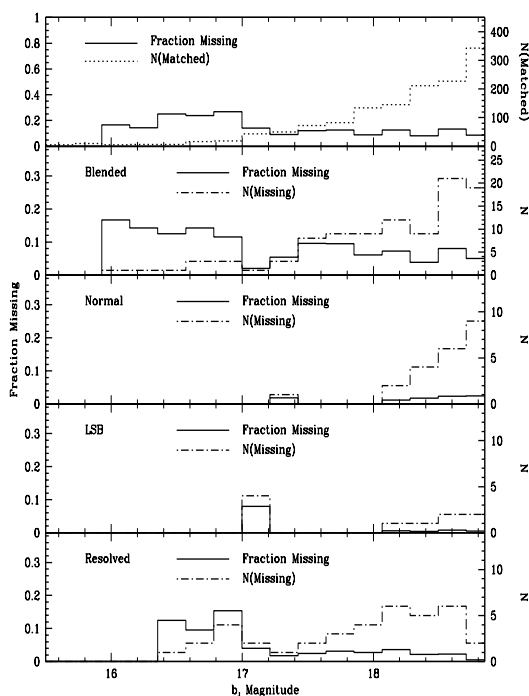 1
0.8
0.6
0.4
0.2
0
Fraction Missing
N(Matched)
400
300
200
100
0
N(Matched)
0.3
0.2
0.1
0
Blended
Fraction Missing
N(Missing)
25
20
15
10
5
0
N
0.3
0.2
0.1
0
Normal
Fraction Missing
N(Missing)
10
5
0
N
Fraction Missing
0.3
0.2
0.1
0
LSB
Fraction Missing
N(Missing)
10
5
0
N
0.3
0.2
0.1
0
Resolved
Fraction Missing
N(Missing)
10
5
0
N
16
17
18
b, Magnitude